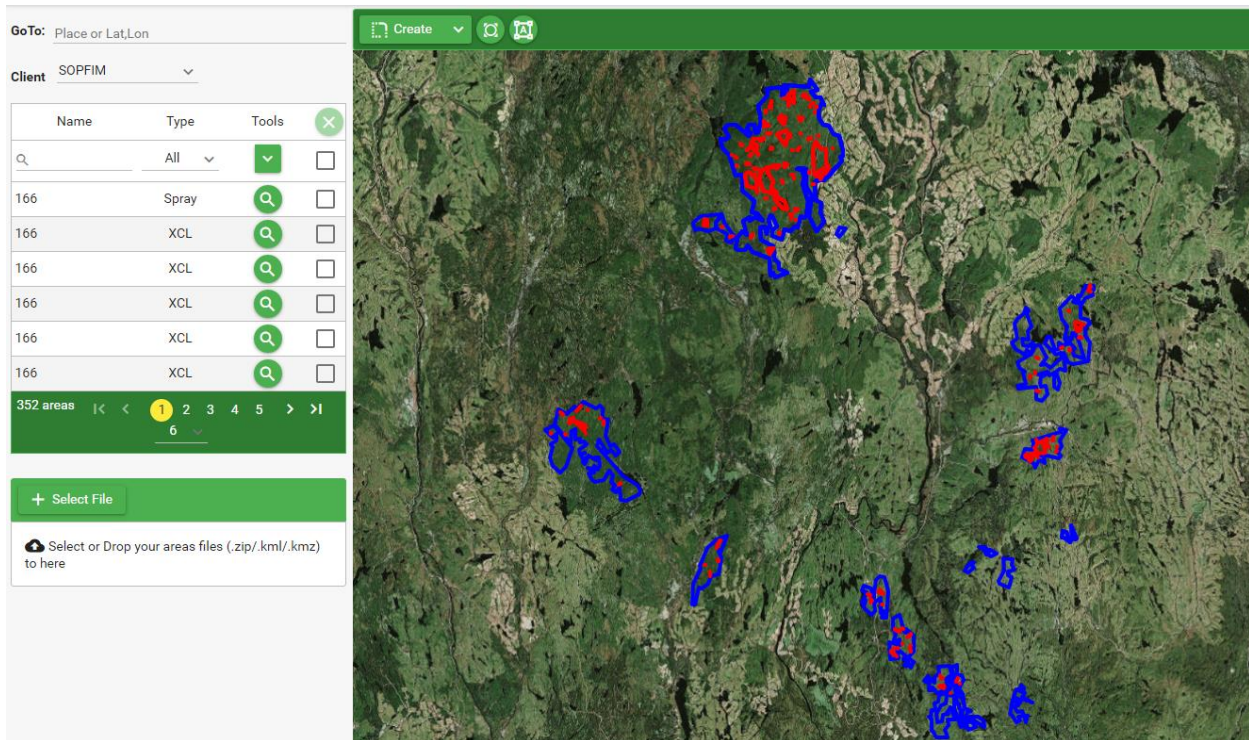 GoTo: Place or Lat,Lon
Client SOPFIM
Name Type Tools
All
166 Spray
166 XCL
166 XCL
166 XCL
166 XCL
166 XCL
352 areas 1 2 3 4 5
6
+ Select File
Select or Drop your areas files (.zip/.kml/.kmz)
to here
Create A